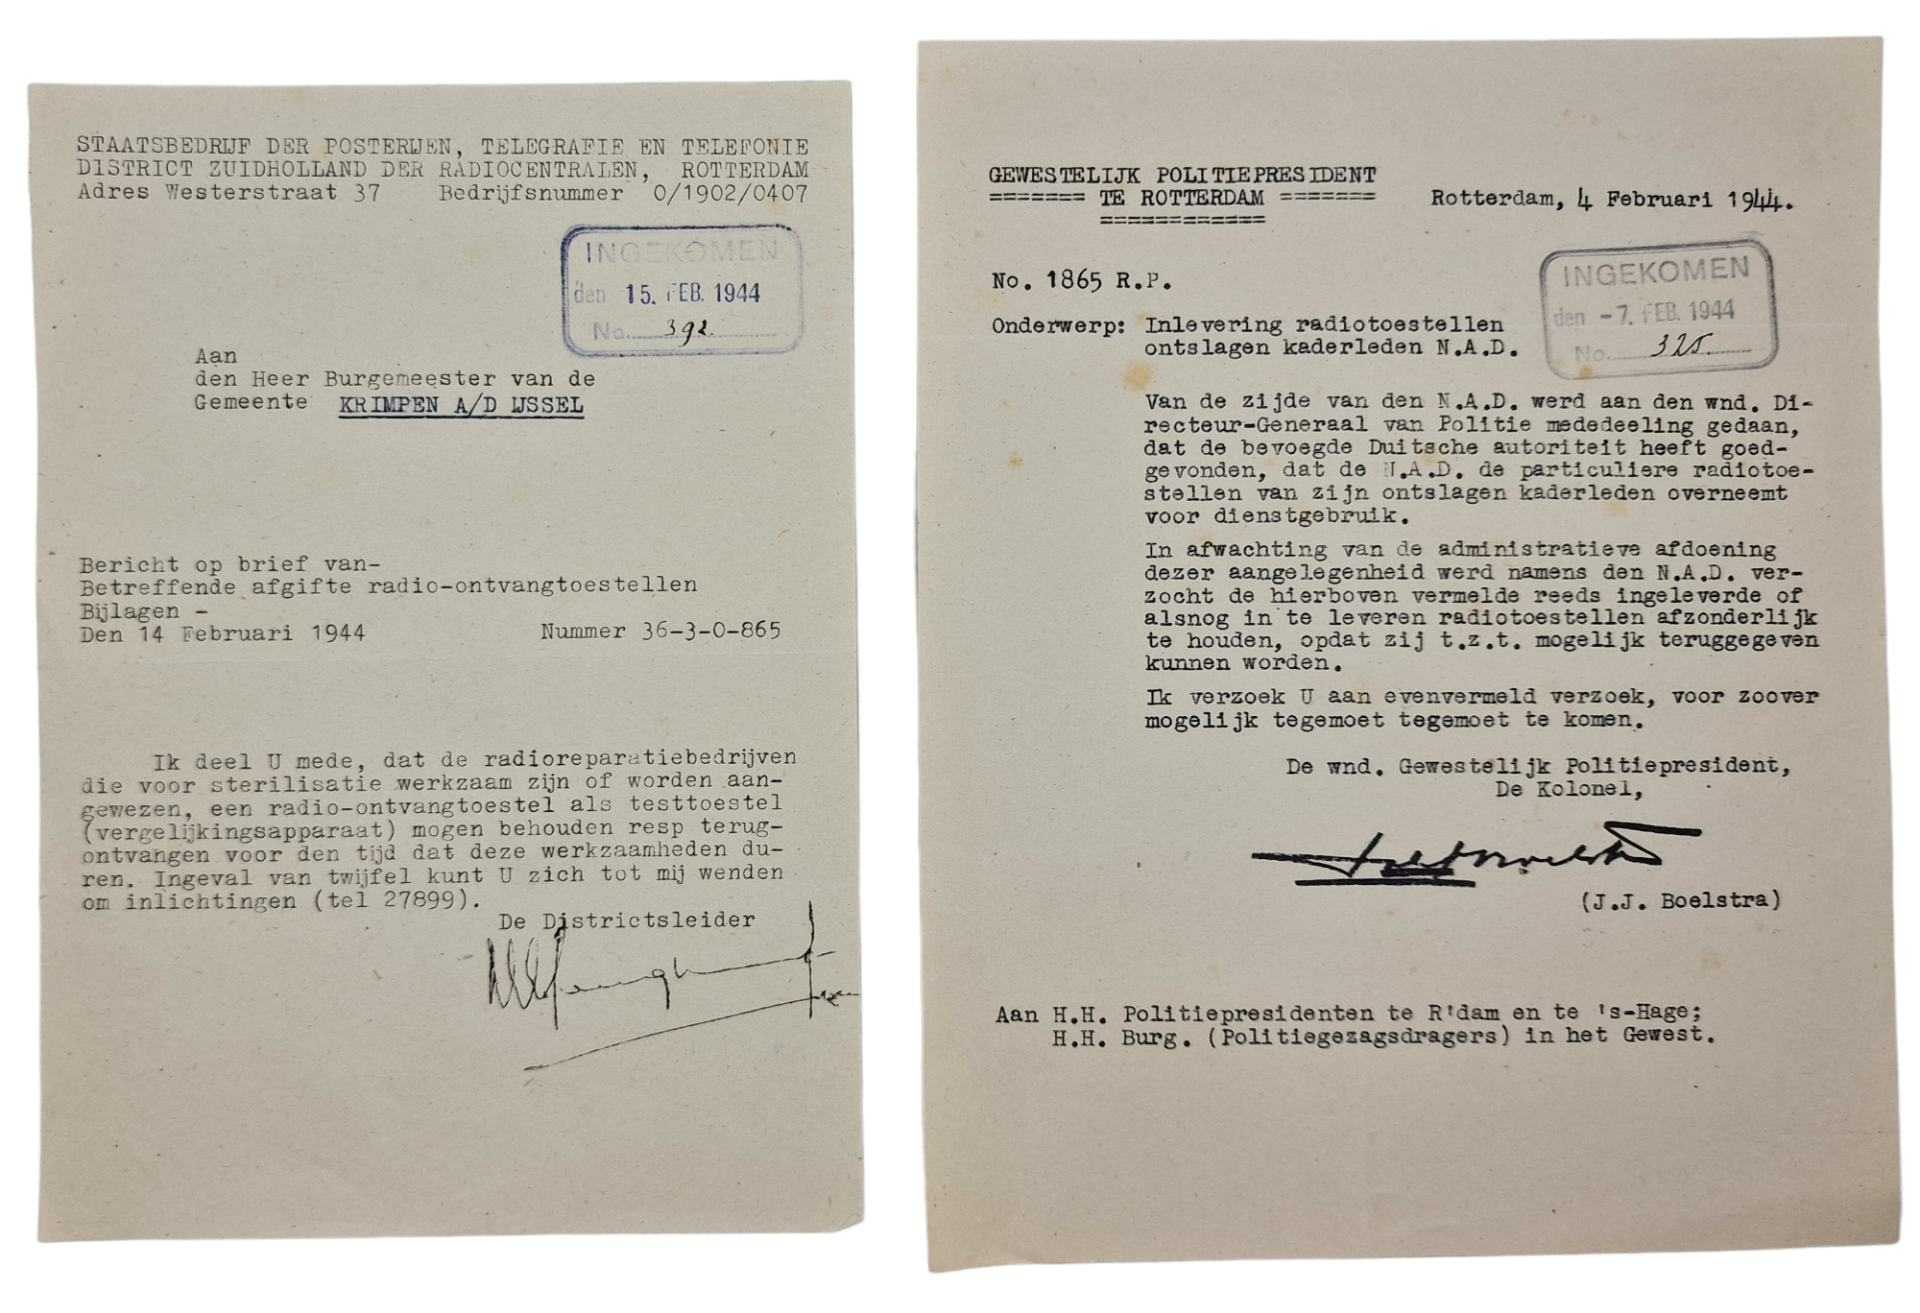 STAATSBEDRIJF DER POSTERIJEN, TELEGRAFIE EN TELEFONIE
DISTRICT ZUIDHOLLAND DER RADIOCENTRALEN, ROTTERDAM
Adres Westerstraat 37 Bedrijfsnummer 0/1902/0407
INGEKOMEN
den 15. FEB. 1944
No. 392.
Aan
den Heer Burgemeester van de
Gemeente KRIMPEN A/D IJSSEL
Bericht op brief van-
Betreffende afgifte radio-ontvangtoestellen
Bijlagen -
Den 14 Februari 1944 Nummer 36-3-0-865
Ik deel U mede, dat de radioreparatiebedrijven
die voor sterilisatie werkzaam zijn of worden aan-
gewezen, een radio-ontvangtoestel als testtoestel
(vergelijkingsapparaat) mogen behouden resp terug-
ontvangen voor den tijd dat deze werkzaamheden du-
ren. Ingeval van twijfel kunt U zich tot mij wenden
om inlichtingen (tel 27899).
De Districtsleider
GEWESTELIJK POLITIEPRESIDENT
======= TE ROTTERDAM =======
============
Rotterdam, 4 Februari 1944.
No. 1865 R.P.
INGEKOMEN
den -7. FEB. 1944
No. 325
Onderwerp: Inlevering radiotoestellen
ontslagen kaderleden N.A.D.
Van de zijde van den N.A.D. werd aan den wnd. Di-
recteur-Generaal van Politie mededeeling gedaan,
dat de bevoegde Duitsche autoriteit heeft goed-
gevonden, dat de N.A.D. de particuliere radiotoe-
stellen van zijn ontslagen kaderleden overneemt
voor dienstgebruik.
In afwachting van de administratieve afdoening
dezer aangelegenheid werd namens den N.A.D. ver-
zocht de hierboven vermelde reeds ingeleverde of
alsnog in te leveren radiotoestellen afzonderlijk
te houden, opdat zij t.z.t. mogelijk teruggegeven
kunnen worden.
Ik verzoek U aan evenvermeld verzoek, voor zoover
mogelijk tegemoet tegemoet te komen.
De wnd. Gewestelijk Politiepresident,
De Kolonel,
(J.J. Boelstra)
Aan H.H. Politiepresidenten te R'dam en te 's-Hage;
H.H. Burg. (Politiegezagsdragers) in het Gewest.